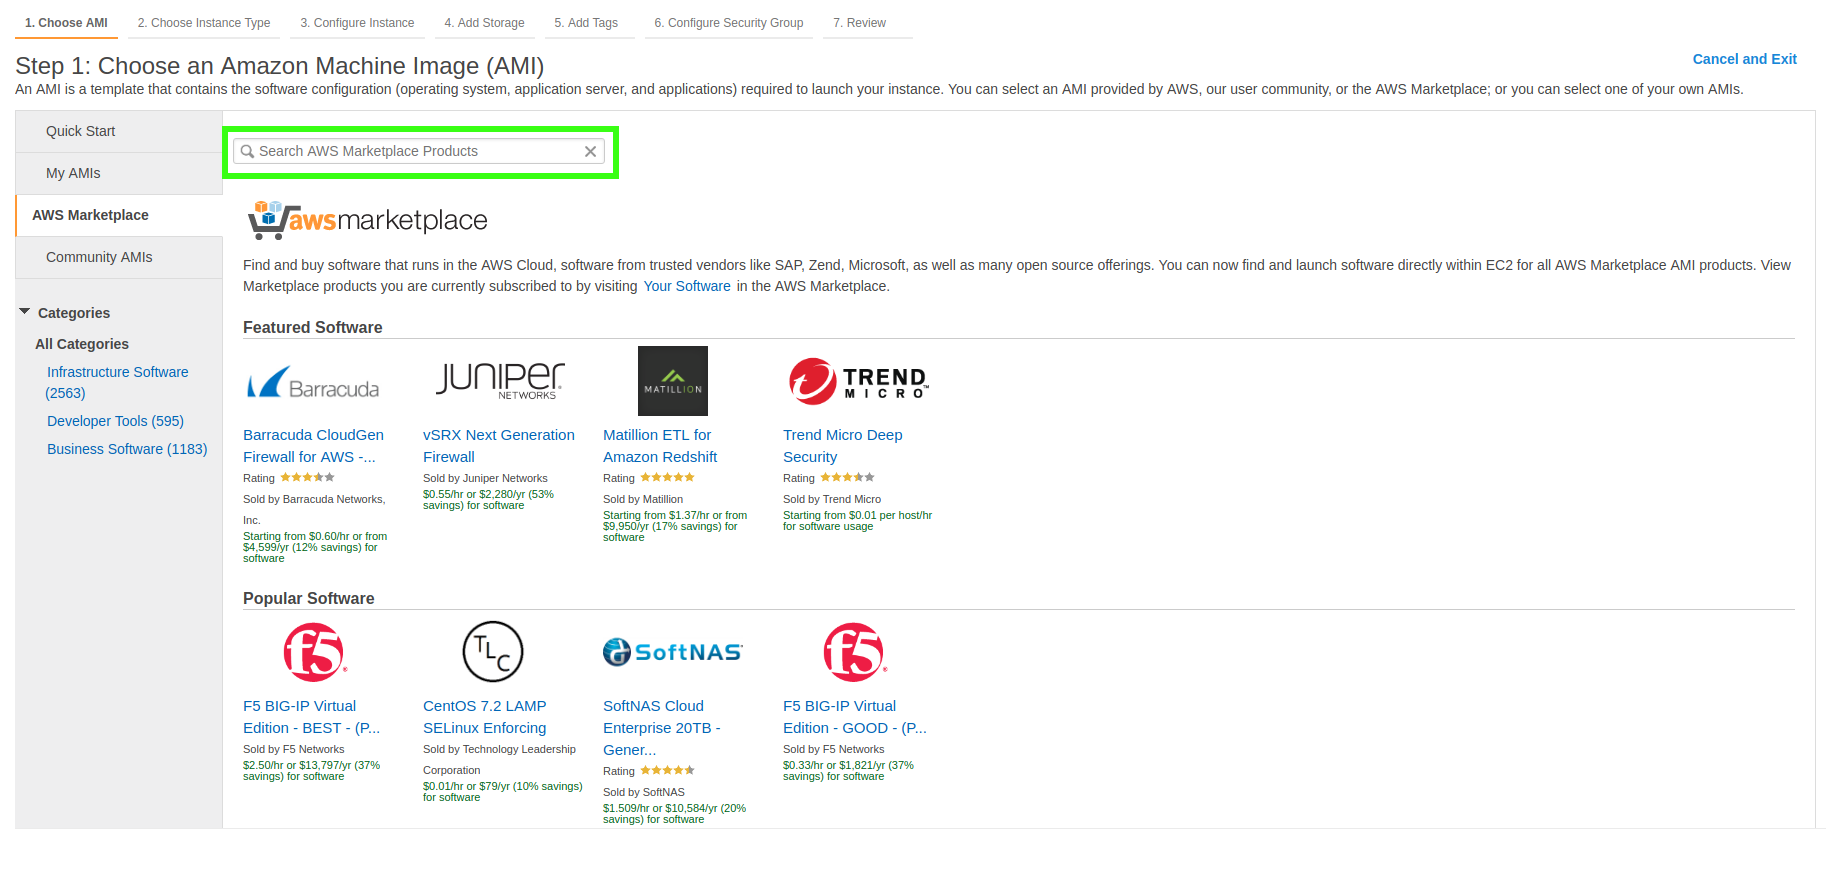 1. Choose AMI 2. Choose Instance Type 3. Configure Instance 4. Add Storage 5. Add Tags 6. Configure Security Group 7. Review
Step 1: Choose an Amazon Machine Image (AMI)
Cancel and Exit
An AMI is a template that contains the software configuration (operating system, application server, and applications) required to launch your instance. You can select an AMI provided by AWS, our user community, or the AWS Marketplace; or you can select one of your own AMIs.
Quick Start
My AMIs
AWS Marketplace
Community AMIs
Categories
All Categories
Infrastructure Software
(2563)
Developer Tools (595)
Business Software (1183)
Search AWS Marketplace Products
awsmarketplace
Find and buy software that runs in the AWS Cloud, software from trusted vendors like SAP, Zend, Microsoft, as well as many open source offerings. You can now find and launch software directly within EC2 for all AWS Marketplace AMI products. View
Marketplace products you are currently subscribed to by visiting Your Software in the AWS Marketplace.
Featured Software
Barracuda
Barracuda CloudGen
Firewall for AWS -...
Rating
Sold by Barracuda Networks,
Inc.
Starting from $0.60/hr or from
$4,599/yr (12% savings) for
software
JUNIPER
NETWORKS
vSRX Next Generation
Firewall
Sold by Juniper Networks
$0.55/hr or $2,280/yr (53%
savings) for software
MATILLION
Matillion ETL for
Amazon Redshift
Rating
Sold by Matillion
Starting from $1.37/hr or from
$9,950/yr (17% savings) for
software
TREND
MICRO
Trend Micro Deep
Security
Rating
Sold by Trend Micro
Starting from $0.01 per host/hr
for software usage
Popular Software
f5
F5 BIG-IP Virtual
Edition - BEST - (P...
Sold by F5 Networks
$2.50/hr or $13,797/yr (37%
savings) for software
TLC
CentOS 7.2 LAMP
SELinux Enforcing
Sold by Technology Leadership
Corporation
$0.01/hr or $79/yr (10% savings)
for software
SoftNAS
SoftNAS Cloud
Enterprise 20TB -
Gener...
Rating
Sold by SoftNAS
$1.509/hr or $10,584/yr (20%
savings) for software
f5
F5 BIG-IP Virtual
Edition - GOOD - (P...
Sold by F5 Networks
$0.33/hr or $1,821/yr (37%
savings) for software